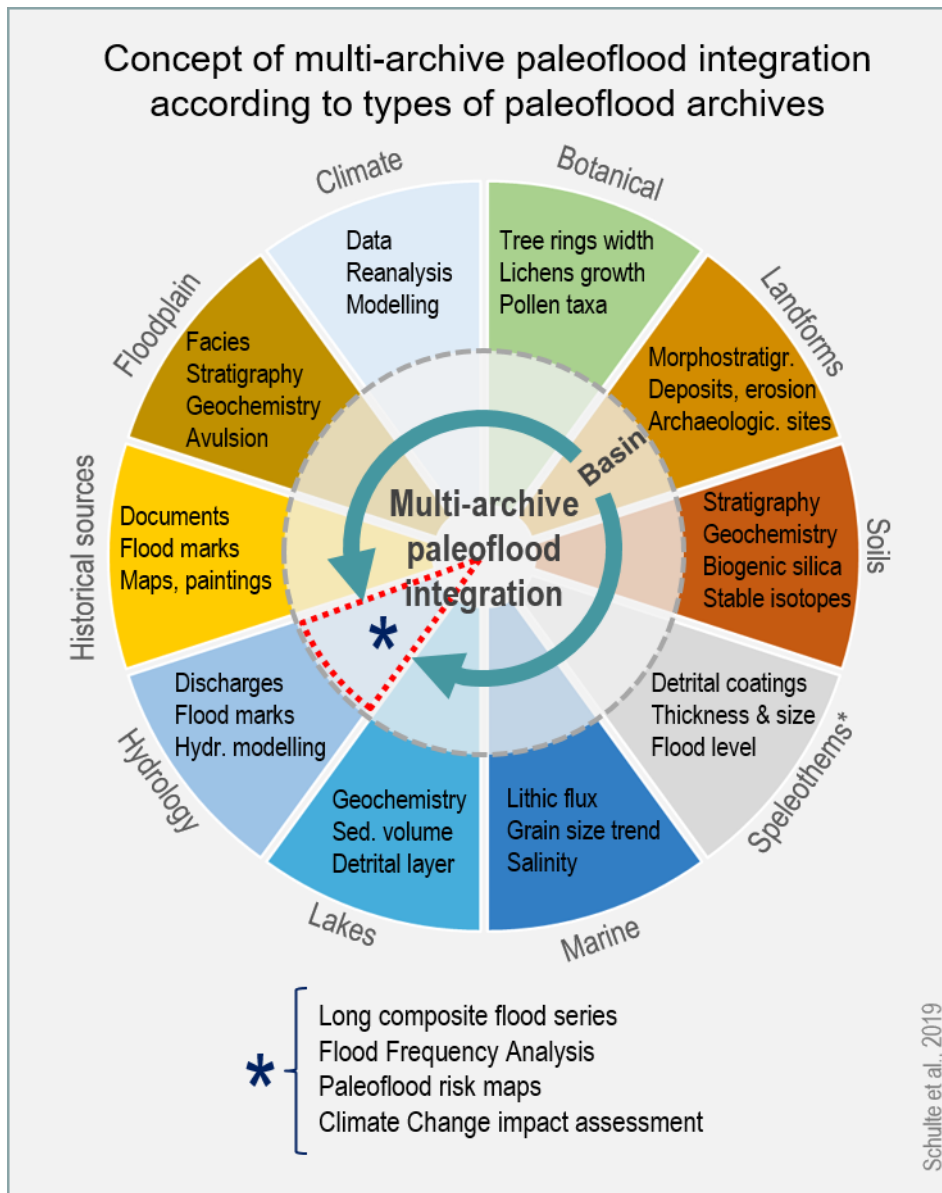 Concept of multi-archive paleoflood integration
according to types of paleoflood archives
Climate
Data
Reanalysis
Modelling
Botanical
Tree rings width
Lichens growth
Pollen taxa
Landforms
Morphostratigr.
Deposits, erosion
Archaeologic. sites
Soils
Stratigraphy
Geochemistry
Biogenic silica
Stable isotopes
Speleothems*
Detrital coatings
Thickness & size
Flood level
Marine
Lithic flux
Grain size trend
Salinity
Lakes
Geochemistry
Sed. volume
Detrital layer
Hydrology
Discharges
Flood marks
Hydr. modelling
Historical sources
Documents
Flood marks
Maps, paintings
Floodplain
Facies
Stratigraphy
Geochemistry
Avulsion
Basin
Multi-archive
paleoflood
integration
*
*
Long composite flood series
Flood Frequency Analysis
Paleoflood risk maps
Climate Change impact assessment
Schulte et al., 2019